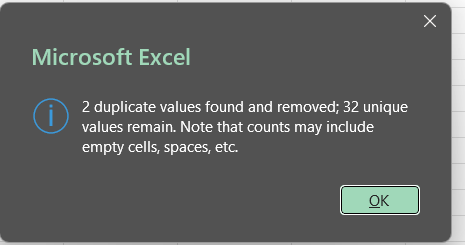 Microsoft Excel
2 duplicate values found and removed; 32 unique
values remain. Note that counts may include
empty cells, spaces, etc.
OK